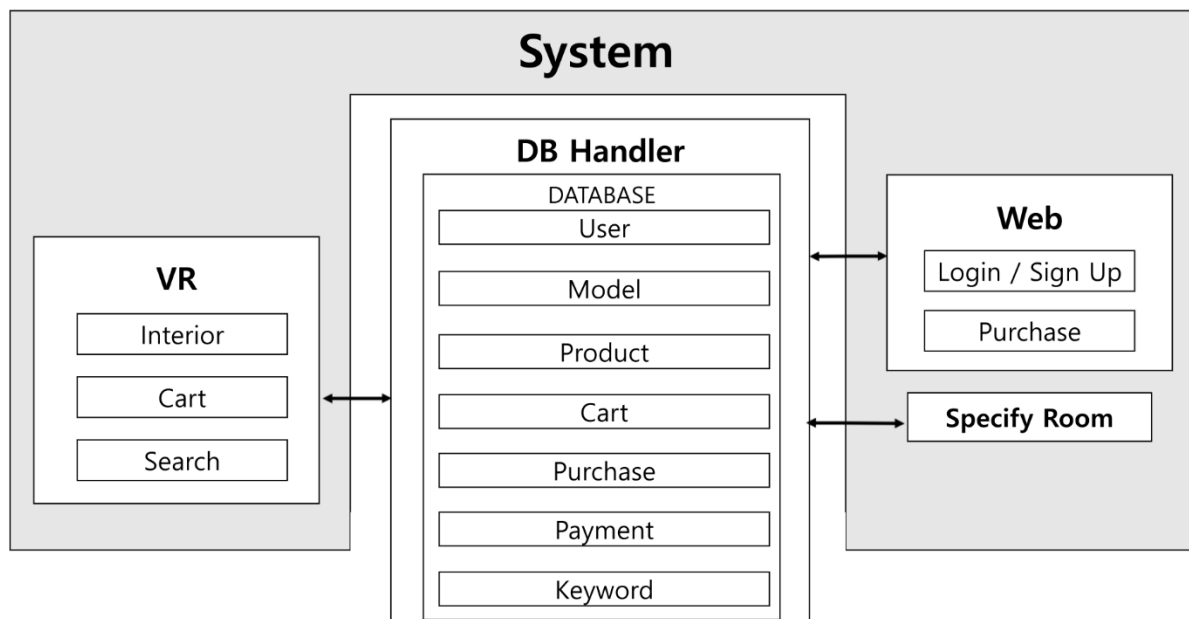 System
DB Handler
DATABASE
User
Model
Product
Cart
Purchase
Payment
Keyword
VR
Interior
Cart
Search
Web
Login / Sign Up
Purchase
Specify Room